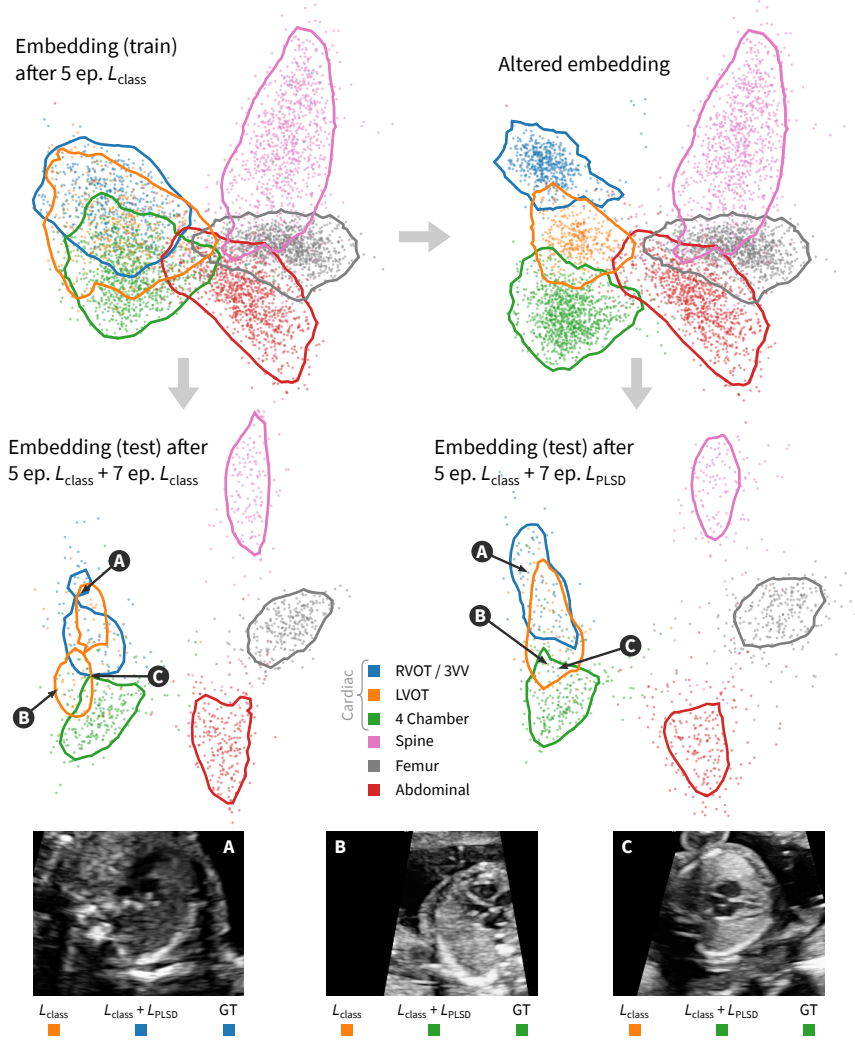 Embedding (train)
after 5 ep. L_class
Altered embedding
Embedding (test) after
5 ep. L_class + 7 ep. L_class
Embedding (test) after
5 ep. L_class + 7 ep. L_PLSD
A
B
C
A
B
C
Cardiac
RVOT / 3VV
LVOT
4 Chamber
Spine
Femur
Abdominal
A
B
C
L_class L_class + L_PLSD GT
L_class L_class + L_PLSD GT
L_class L_class + L_PLSD GT